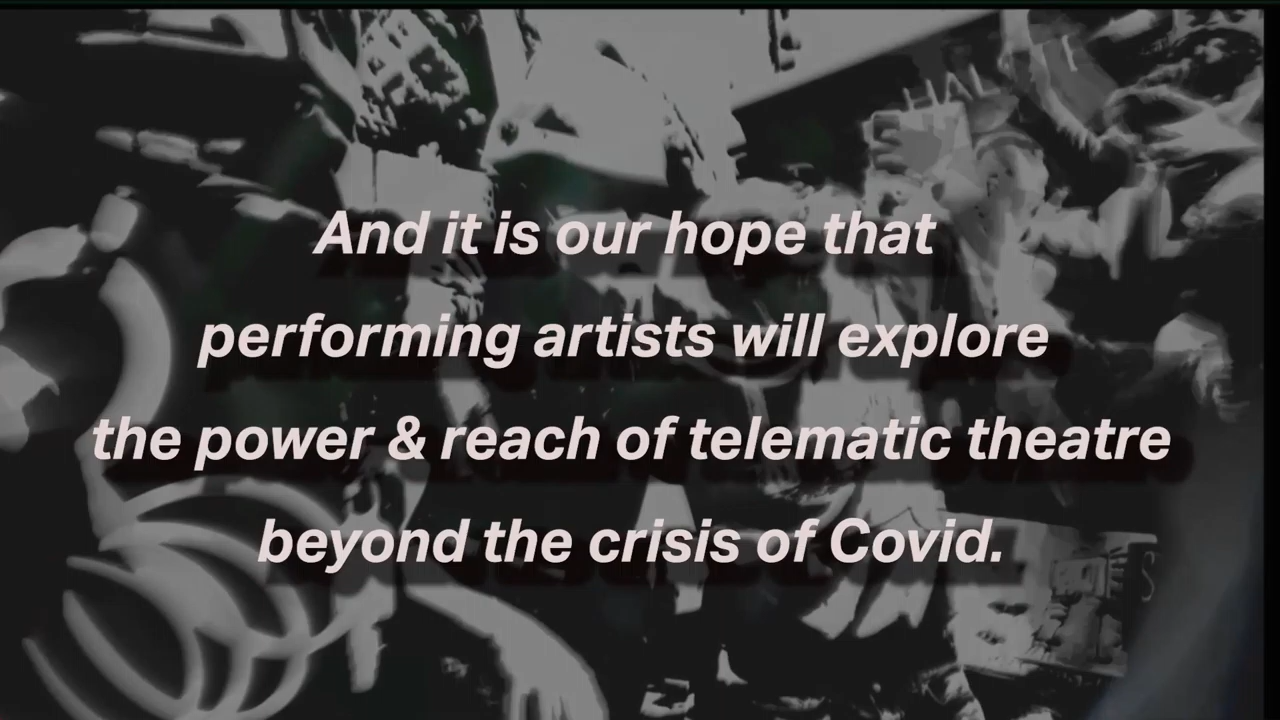 And it is our hope that
performing artists will explore
the power & reach of telematic theatre
beyond the crisis of Covid.